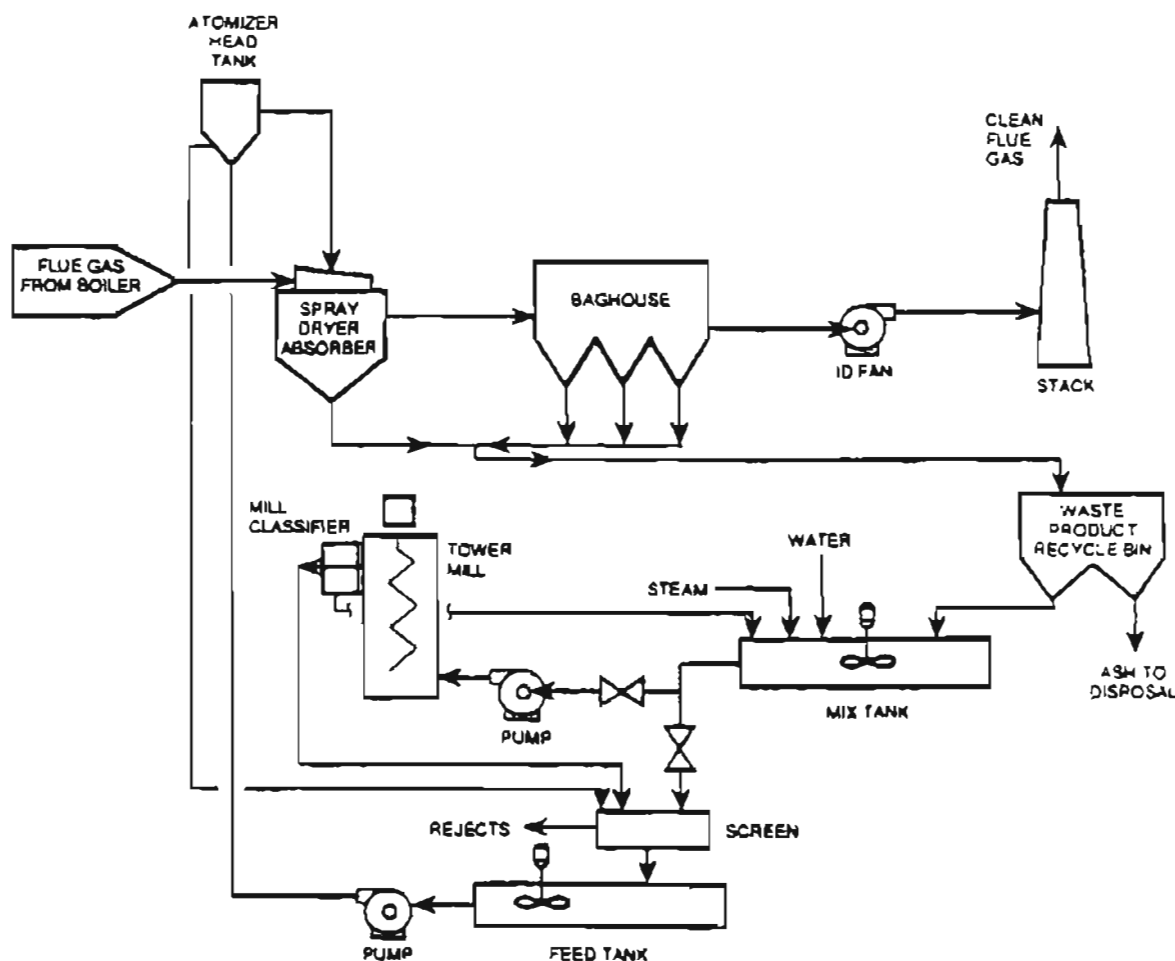 ATOMIZER
HEAD
TANK
CLEAN
FLUE
GAS
FLUE GAS
FROM BOILER
SPRAY
DRYER
ABSORBER
BAGHOUSE
ID FAN
STACK
MILL
CLASSIFIER
TOWER
MILL
WATER
STEAM
WASTE
PRODUCT
RECYCLE BIN
ASH TO
DISPOSAL
MIX TANK
PUMP
REJECTS
SCREEN
PUMP
FEED TANK